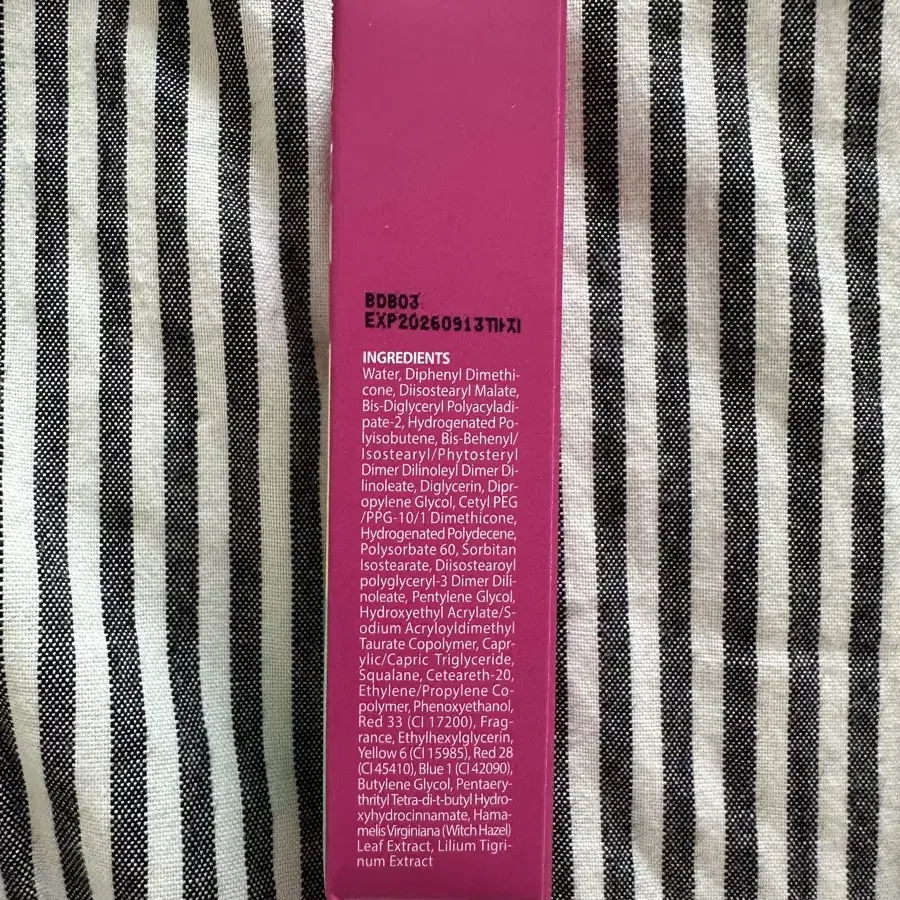 BDB03
EXP20260913까지
INGREDIENTS
Water, Diphenyl Dimethi-
cone, Diisostearyl Malate,
Bis-Diglyceryl Polyacyladi-
pate-2, Hydrogenated Po-
lyisobutene, Bis-Behenyl/
Isostearyl/Phytosteryl
Dimer Dilinoleyl Dimer Di-
linoleate, Diglycerin, Dipr-
opylene Glycol, Cetyl PEG
/PPG-10/1 Dimethicone,
Hydrogenated Polydecene,
Polysorbate 60, Sorbitan
Isostearate, Diisostearoyl
polyglyceryl-3 Dimer Dili-
noleate, Pentylene Glycol,
Hydroxyethyl Acrylate/S-
odium Acryloyldimethyl
Taurate Copolymer, Capr-
ylic/Capric Triglyceride,
Squalane, Ceteareth-20,
Ethylene/Propylene Co-
polymer, Phenoxyethanol,
Red 33 (CI 17200), Frag-
rance, Ethylhexylglycerin,
Yellow 6 (CI 15985), Red 28
(CI 45410), Blue 1 (CI 42090),
Butylene Glycol, Pentaery-
thrityl Tetra-di-t-butyl Hydro-
xyhydrocinnamate, Hama-
melis Virginiana (Witch Hazel)
Leaf Extract, Lilium Tigri-
num Extract